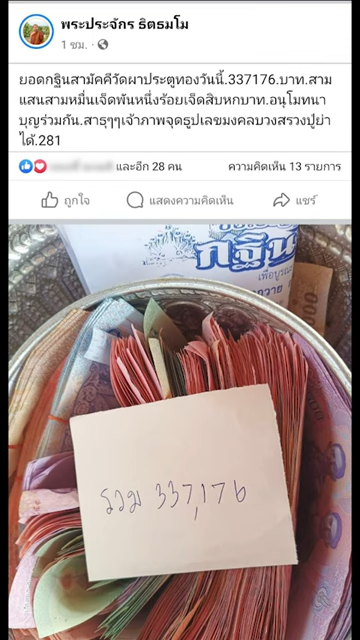 พระประจักร ธิตธมโม
1 ชม. ·
ยอดกฐินสามัคคีวัดผาประตูทองวันนี้.337176.บาท.สาม
แสนสามหมื่นเจ็ดพันหนึ่งร้อยเจ็ดสิบหกบาท.อนุโมทนา
บุญร่วมกัน.สาธุๆๆเจ้าภาพจุดธูปเลขมงคลบวงสรวงปู่ย่า
ได้.281
และอีก 28 คน ความคิดเห็น 13 รายการ
ถูกใจ แสดงความคิดเห็น แชร์
กฐิน
เพื่อบูรณ
รวม 337,176